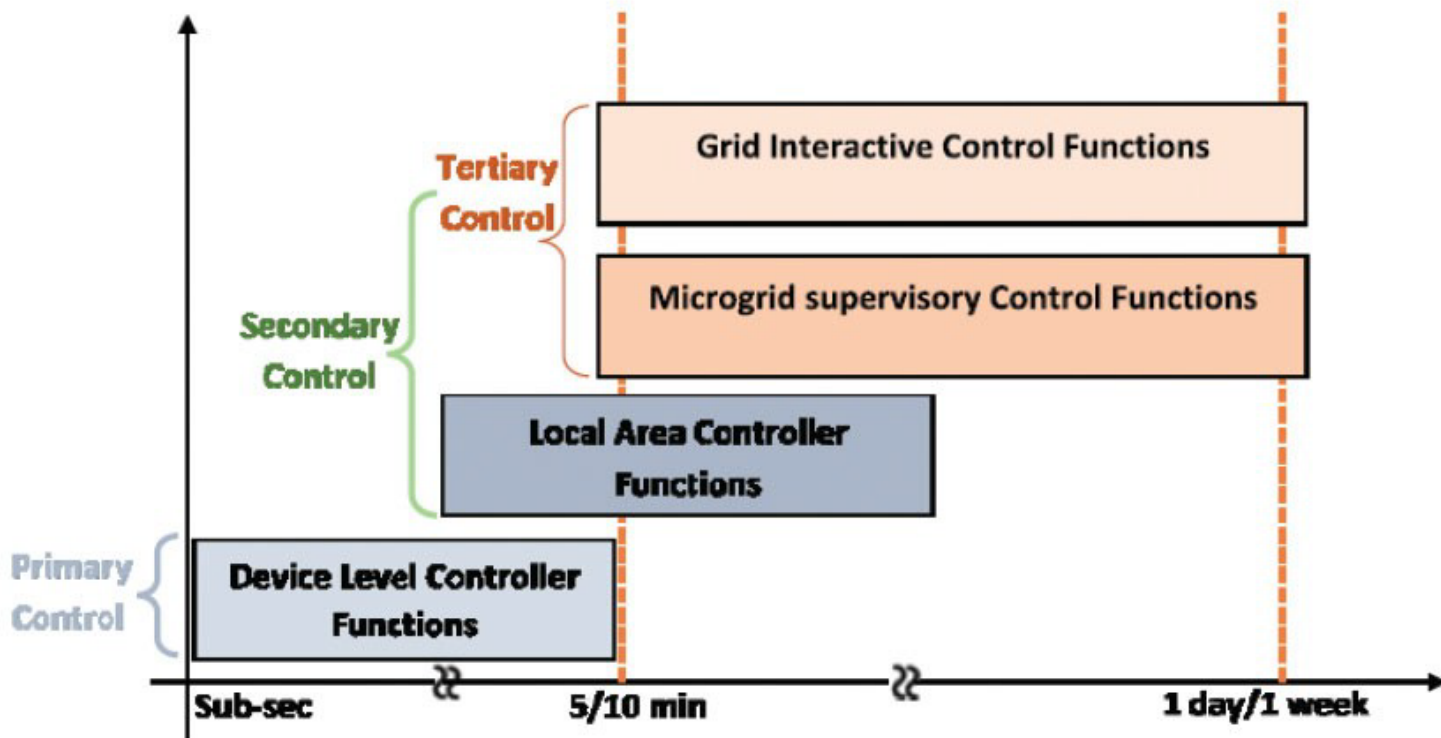 Grid Interactive Control Functions
Tertiary
Control
Microgrid supervisory Control Functions
Secondary
Control
Local Area Controller
Functions
Primary
Control
Device Level Controller
Functions
Sub-sec
5/10 min
1 day/1 week